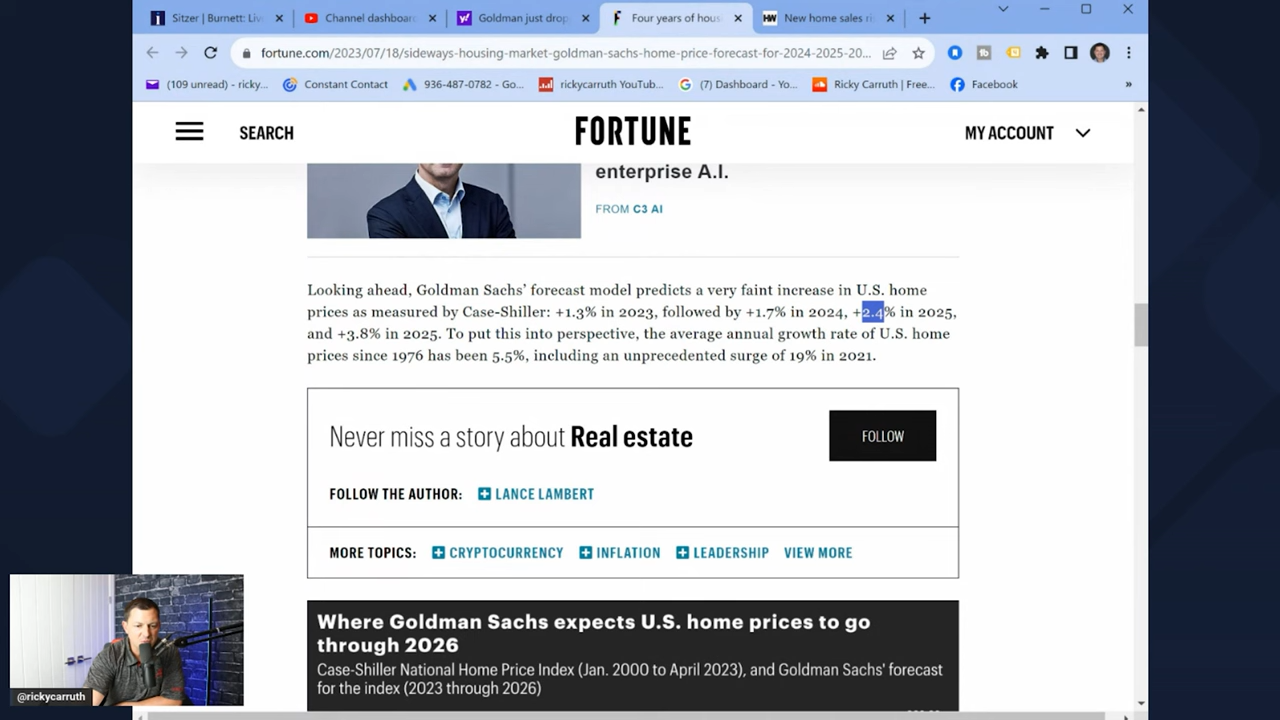 Sitzer | Burnett: Live
Channel dashboard
Goldman just drop
Four years of hous
New home sales ris
fortune.com/2023/07/18/sideways-housing-market-goldman-sachs-home-price-forecast-for-2024-2025-20...
(109 unread) - ricky...
Constant Contact
936-487-0782 - Go...
rickycarruth YouTub...
(7) Dashboard - Yo...
Ricky Carruth | Free...
Facebook
»
SEARCH
FORTUNE
MY ACCOUNT
enterprise A.I.
FROM C3 AI
Looking ahead, Goldman Sachs’ forecast model predicts a very faint increase in U.S. home
prices as measured by Case-Shiller: +1.3% in 2023, followed by +1.7% in 2024, +2.4% in 2025,
and +3.8% in 2025. To put this into perspective, the average annual growth rate of U.S. home
prices since 1976 has been 5.5%, including an unprecedented surge of 19% in 2021.
Never miss a story about Real estate
FOLLOW
FOLLOW THE AUTHOR: LANCE LAMBERT
MORE TOPICS: CRYPTOCURRENCY INFLATION LEADERSHIP VIEW MORE
Where Goldman Sachs expects U.S. home prices to go
through 2026
Case-Shiller National Home Price Index (Jan. 2000 to April 2023), and Goldman Sachs' forecast
for the index (2023 through 2026)
@rickycarruth